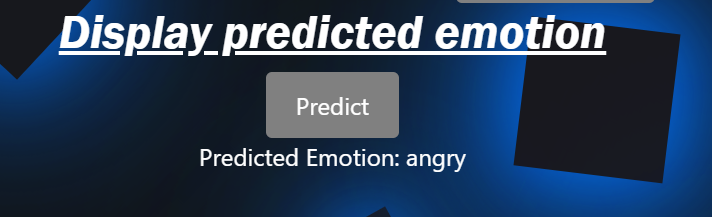 Display predicted emotion
Predict
Predicted Emotion: angry